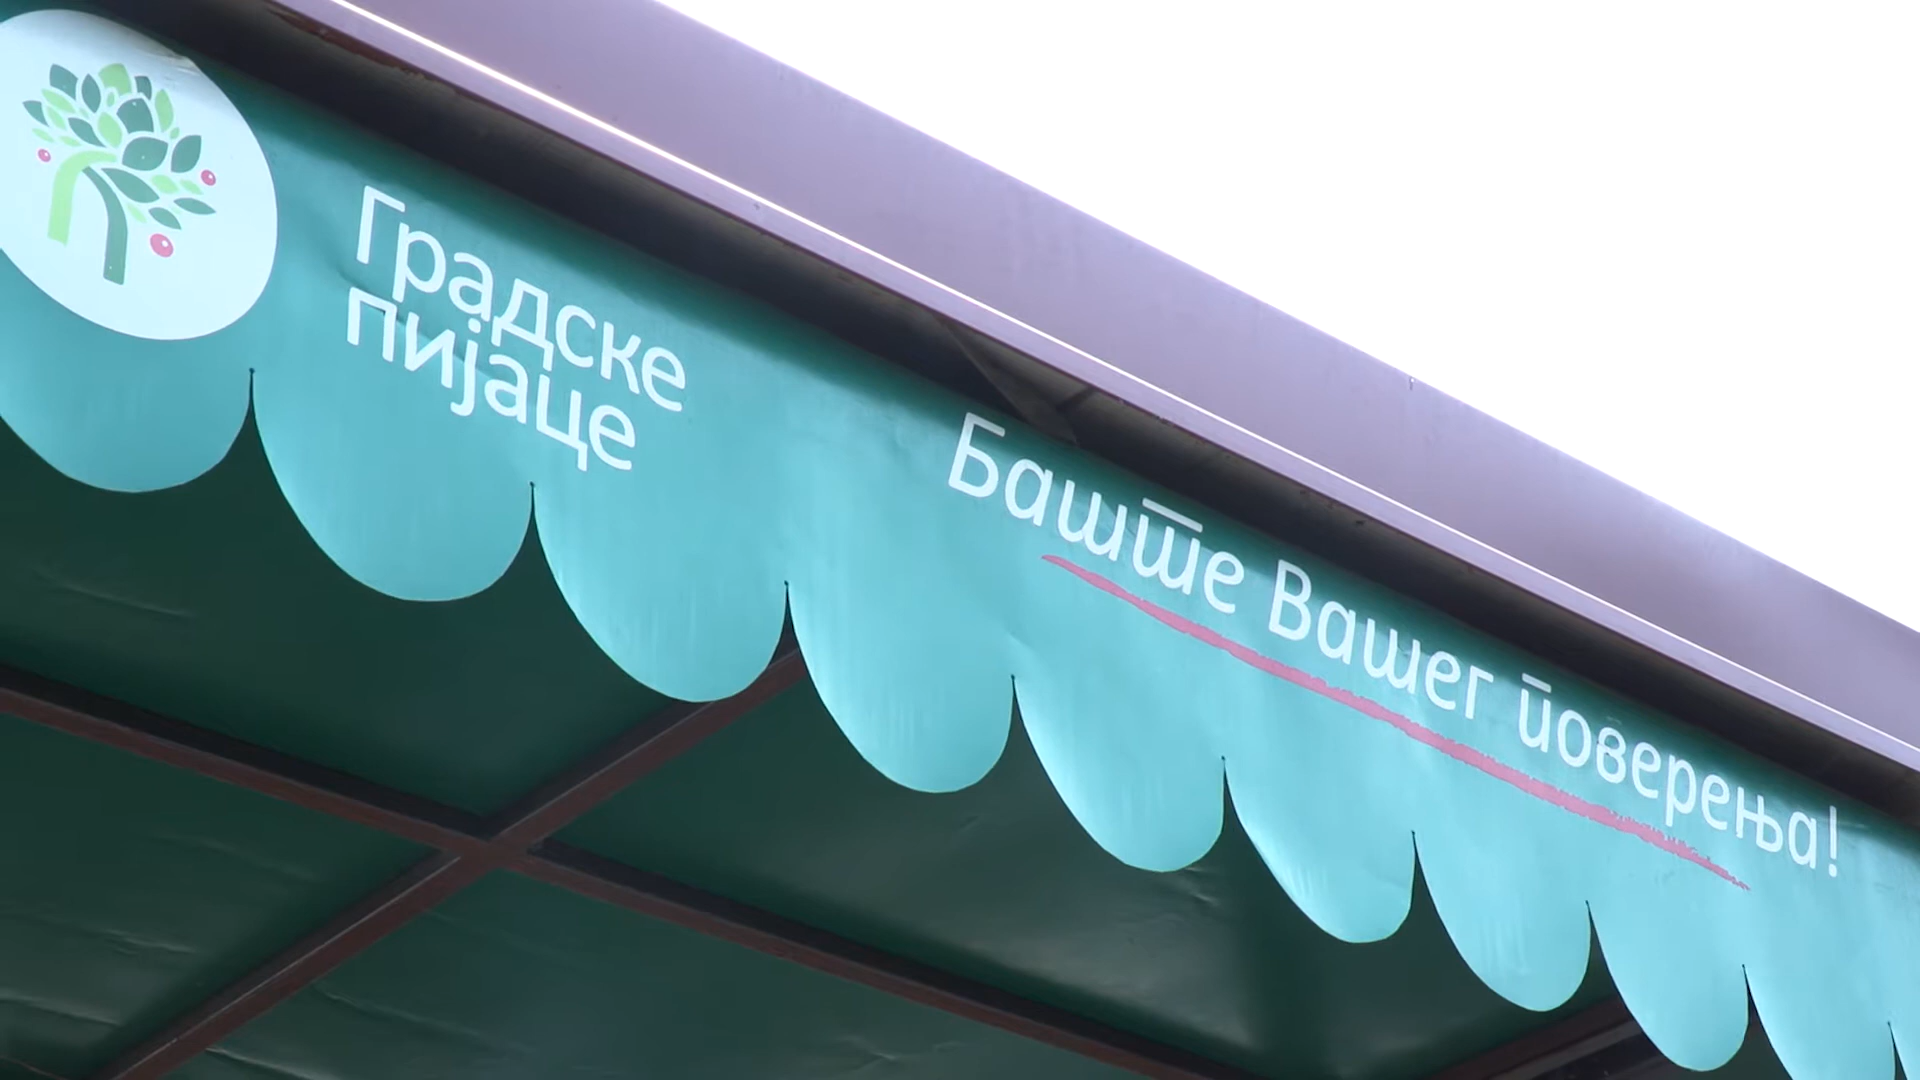 Градске
пијаце
Баште Вашег поверења!